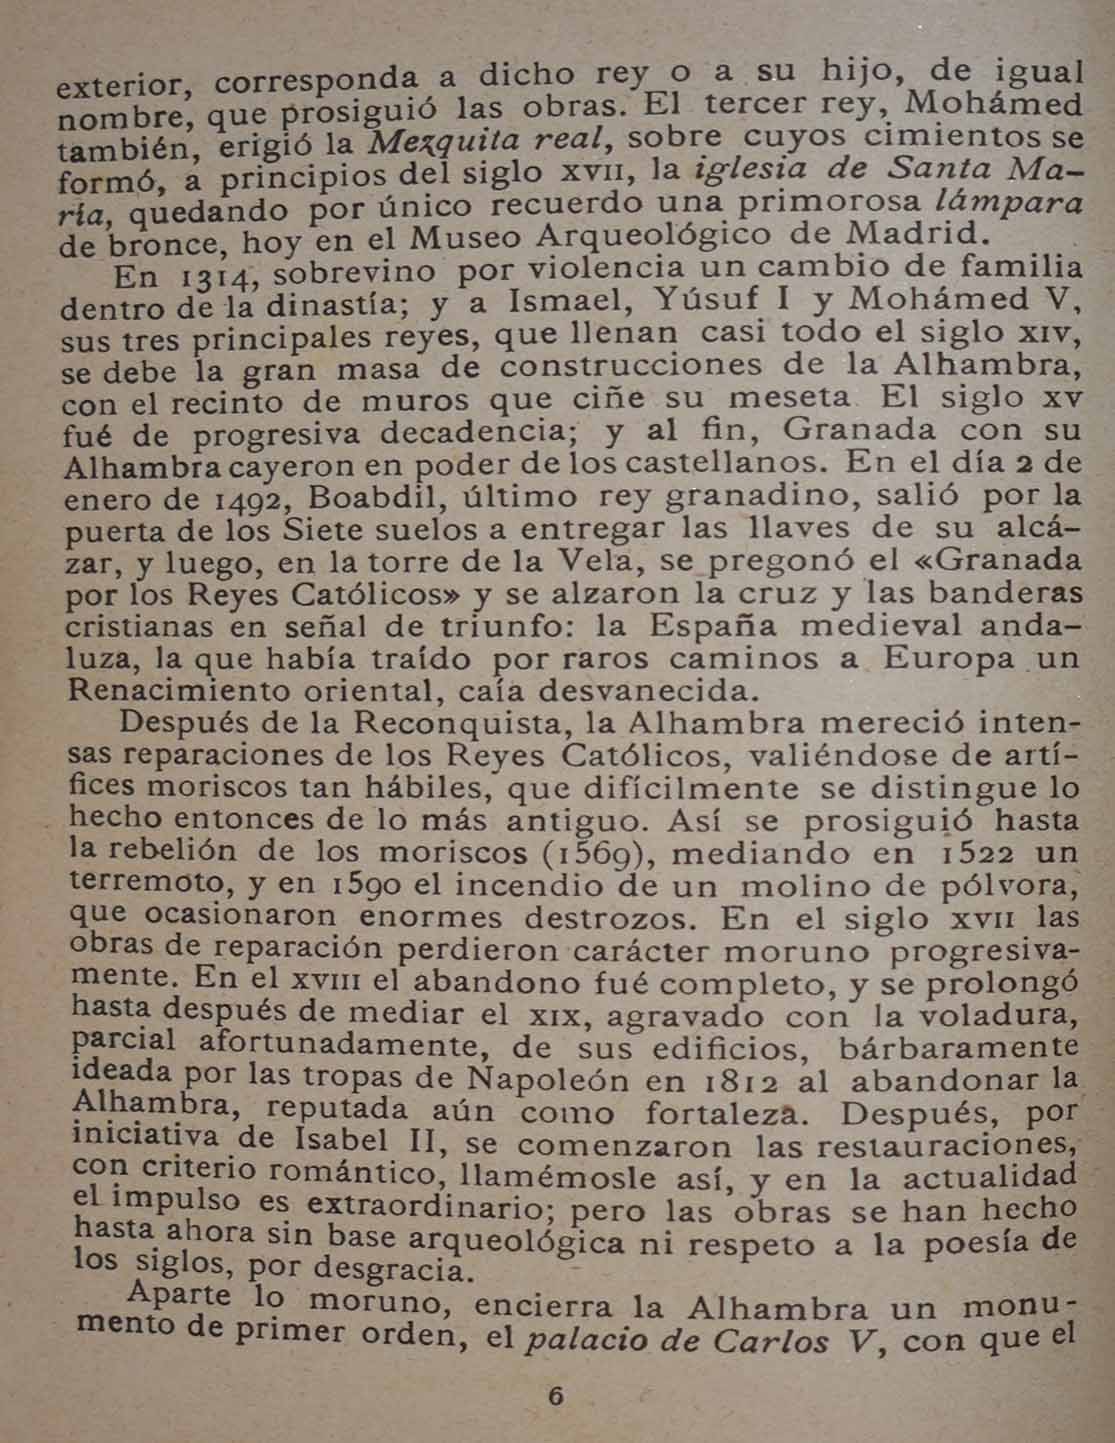 exterior, corresponda a dicho rey o a su hijo, de igual
nombre, que prosiguió las obras. El tercer rey, Mohámed
también, erigió la Mezquita real, sobre cuyos cimientos se
formó, a principios del siglo XVII, la iglesia de Santa Ma-
ría, quedando por único recuerdo una primorosa lámpara
de bronce, hoy en el Museo Arqueológico de Madrid.
En 1314, sobrevino por violencia un cambio de familia
dentro de la dinastía; y a Ismael, Yúsuf I y Mohámed V,
sus tres principales reyes, que llenan casi todo el siglo XIV,
se debe la gran masa de construcciones de la Alhambra,
con el recinto de muros que ciñe su meseta. El siglo XV
fué de progresiva decadencia; y al fin, Granada con su
Alhambra cayeron en poder de los castellanos. En el día 2 de
enero de 1492, Boabdil, último rey granadino, salió por la
puerta de los Siete suelos a entregar las llaves de su alcá-
zar, y luego, en la torre de la Vela, se pregonó el «Granada
por los Reyes Católicos» y se alzaron la cruz y las banderas
cristianas en señal de triunfo: la España medieval anda-
luza, la que había traído por raros caminos a Europa un
Renacimiento oriental, caía desvanecida.
Después de la Reconquista, la Alhambra mereció inten-
sas reparaciones de los Reyes Católicos, valiéndose de artí-
fices moriscos tan hábiles, que difícilmente se distingue lo
hecho entonces de lo más antiguo. Así se prosiguió hasta
la rebelión de los moriscos (1569), mediando en 1522 un
terremoto, y en 1590 el incendio de un molino de pólvora,
que ocasionaron enormes destrozos. En el siglo XVII las
obras de reparación perdieron carácter moruno progresiva-
mente. En el XVIII el abandono fué completo, y se prolongó
hasta después de mediar el XIX, agravado con la voladura,
parcial afortunadamente, de sus edificios, bárbaramente
ideada por las tropas de Napoleón en 1812 al abandonar la
Alhambra, reputada aún como fortaleza. Después, por
iniciativa de Isabel II, se comenzaron las restauraciones,
con criterio romántico, llamémosle así, y en la actualidad
el impulso es extraordinario; pero las obras se han hecho
hasta ahora sin base arqueológica ni respeto a la poesía de
los siglos, por desgracia.
Aparte lo moruno, encierra la Alhambra un monu-
mento de primer orden, el palacio de Carlos V, con que el
6